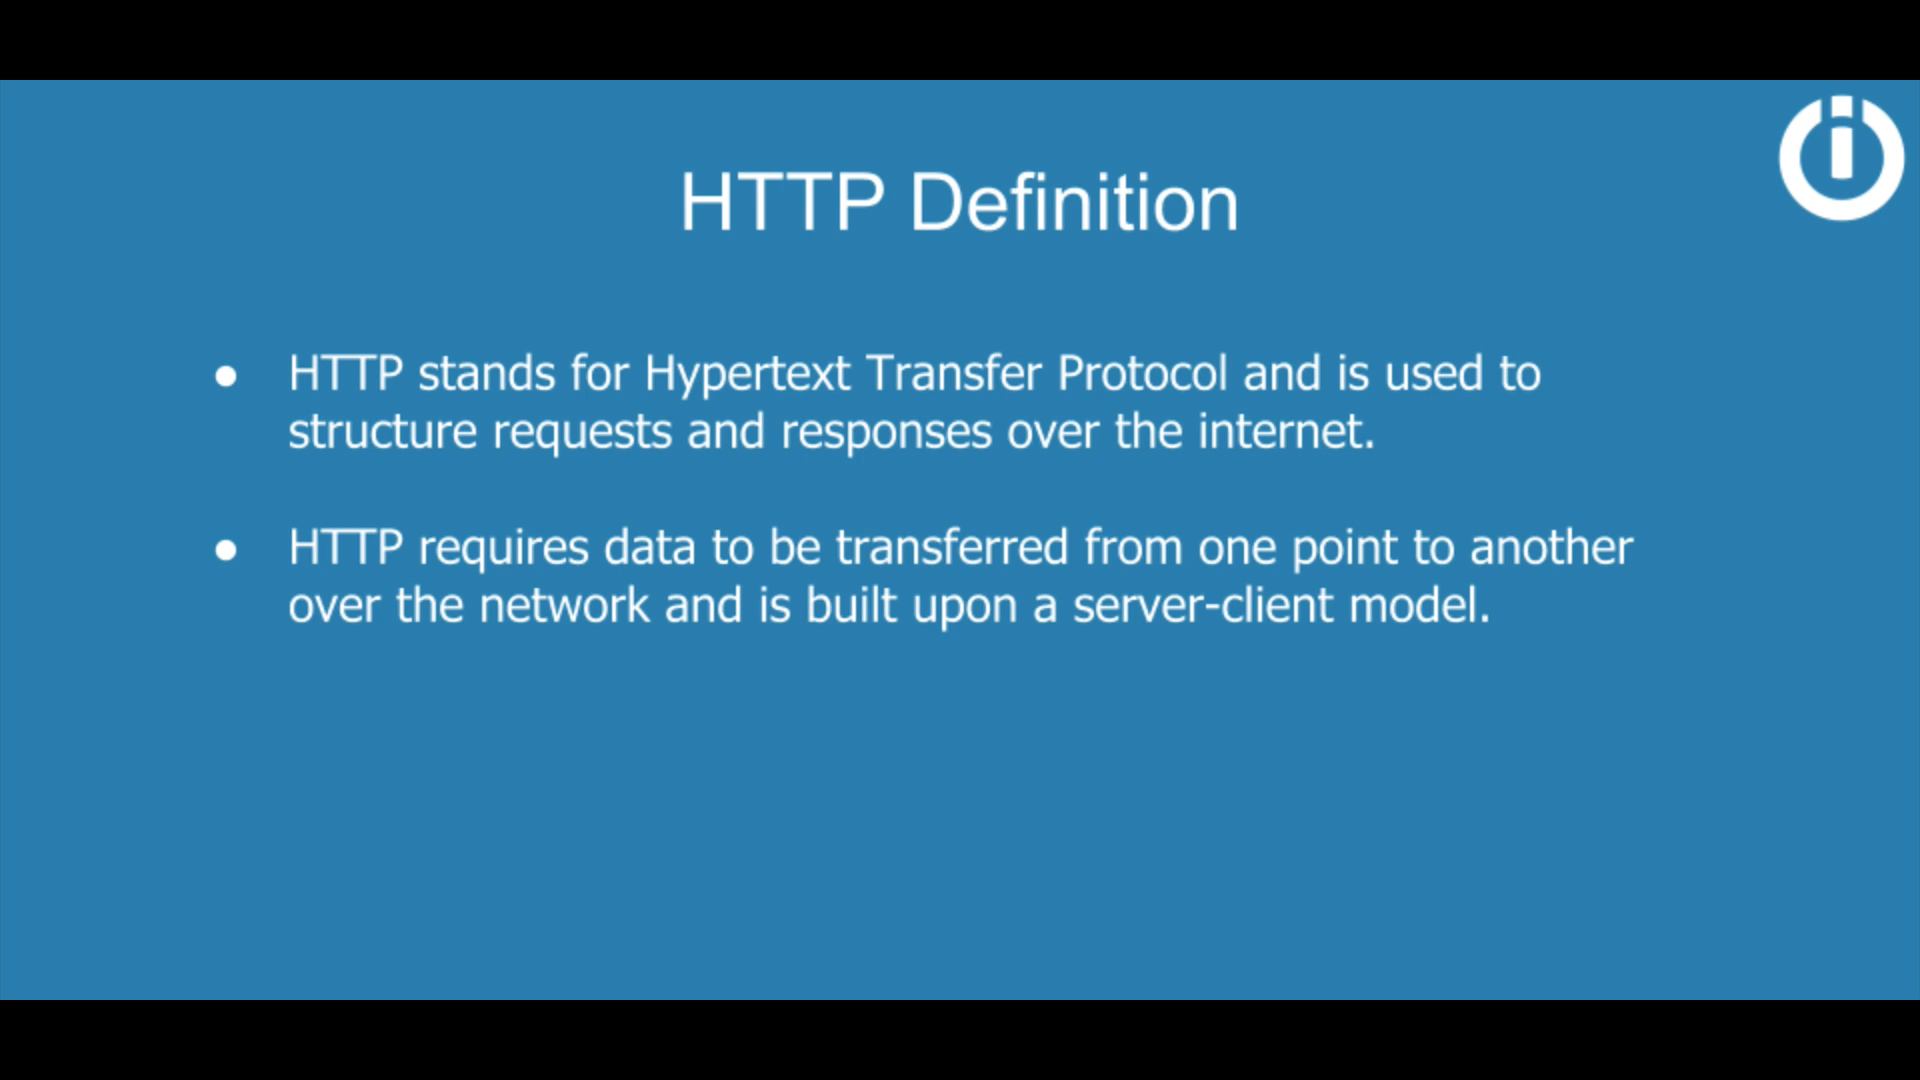 HTTP Definition
● HTTP stands for Hypertext Transfer Protocol and is used to
structure requests and responses over the internet.
● HTTP requires data to be transferred from one point to another
over the network and is built upon a server-client model.